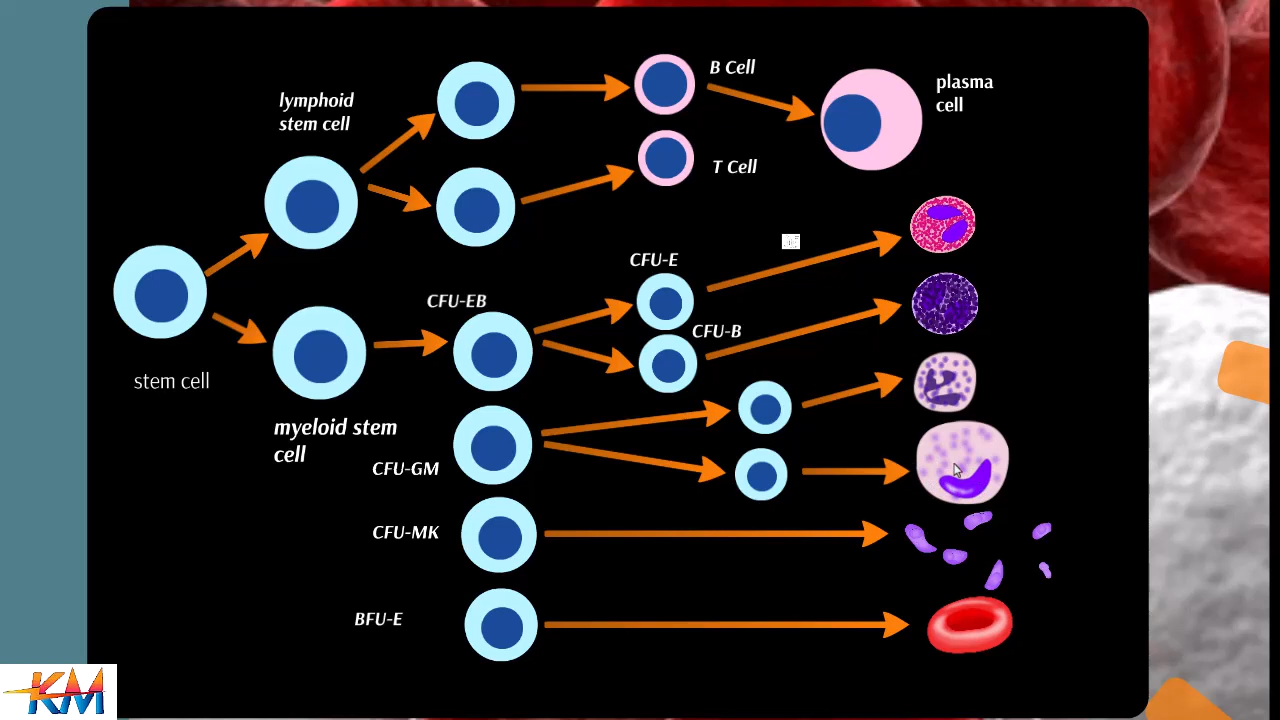 lymphoid
stem cell
B Cell
plasma
cell
T Cell
stem cell
CFU-EB
CFU-E
CFU-B
myeloid stem
cell
CFU-GM
CFU-MK
BFU-E
KM